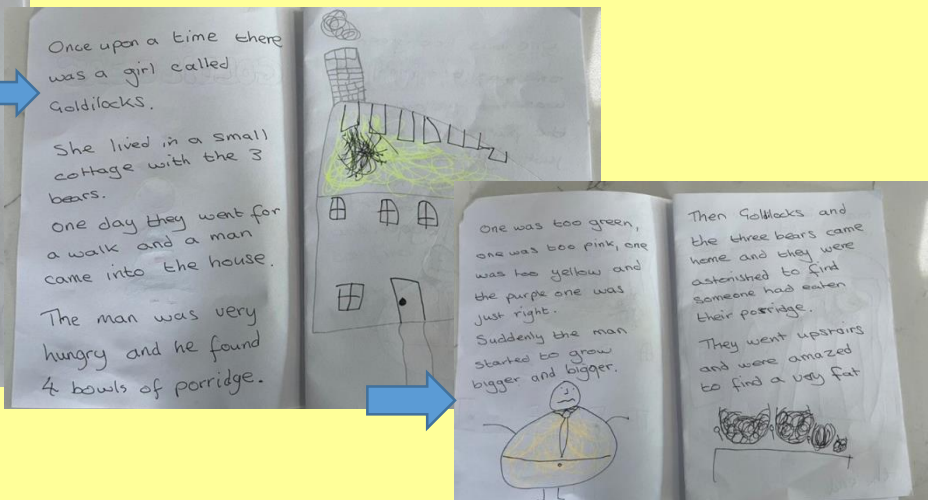 Once upon a time there
was a girl called
Goldilocks.
She lived in a small
cottage with the 3
bears.
One day they went for
a walk and a man
came into the house.
The man was very
hungry and he found
4 bowls of porridge.
One was too green,
one was too pink, one
was too yellow and
the purple one was
just right.
Suddenly the man
started to grow
bigger and bigger.
Then Goldilocks and
the three bears came
home and they were
astonished to find
someone had eaten
their porridge.
They went upstairs
and were amazed
to find a very fat